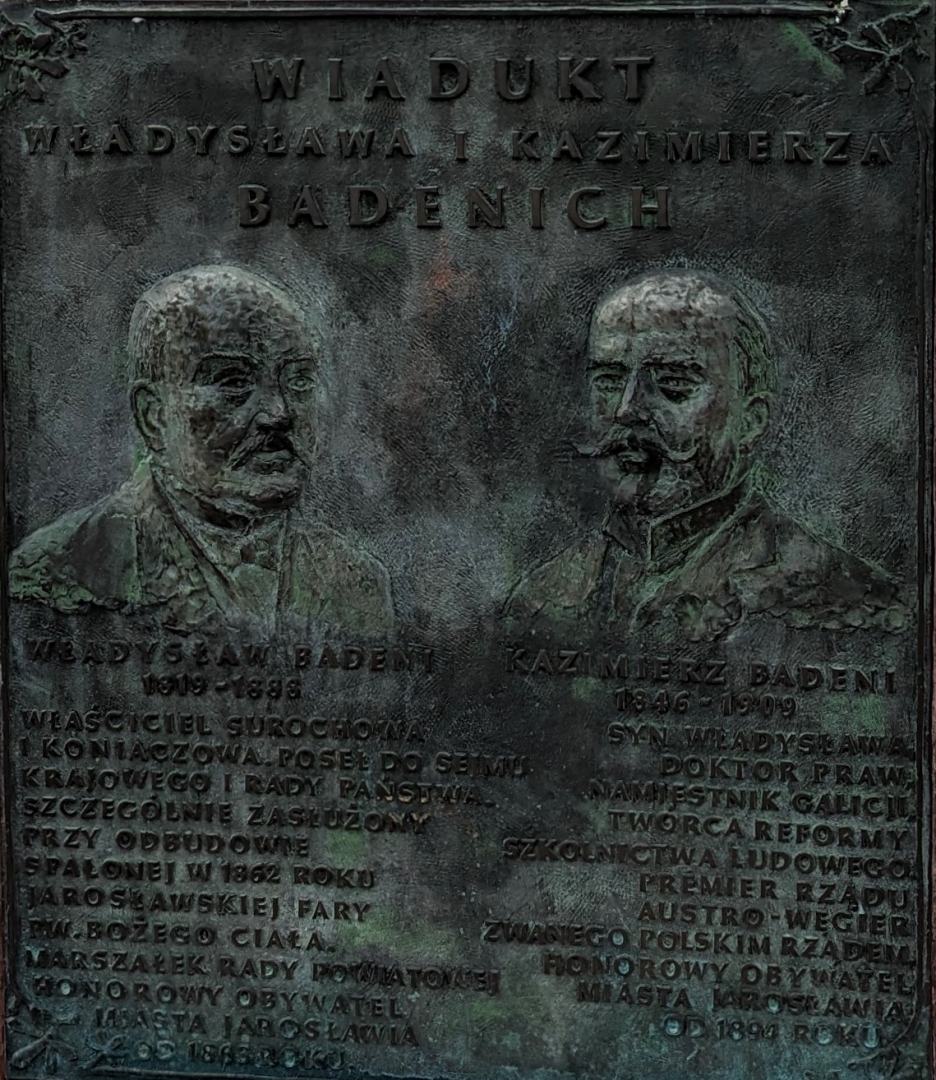 WIADUKT
WŁADYSŁAWA I KAZIMIERZA
BADENICH
WŁADYSŁAW BADENI
1819-1888
WŁAŚCICIEL SUROCHOWA
I KONIACZOWA. POSEŁ DO SEJMU
KRAJOWEGO I RADY PAŃSTWA.
SZCZEGÓLNIE ZASŁUŻONY
PRZY ODBUDOWIE
SPALONEJ W 1862 ROKU
JAROSŁAWSKIEJ FARY
PW. BOŻEGO CIAŁA.
MARSZAŁEK RADY POWIATOWEJ
HONOROWY OBYWATEL
MIASTA JAROSŁAWIA
OD 1885 ROKU.
KAZIMIERZ BADENI
1846 - 1909
SYN WŁADYSŁAWA,
DOKTOR PRAW,
NAMIESTNIK GALICJI,
TWÓRCA REFORMY
SZKOLNICTWA LUDOWEGO.
PREMIER RZĄDU
AUSTRO-WĘGIER
ZWANEGO POLSKIM RZĄDEM.
HONOROWY OBYWATEL
MIASTA JAROSŁAWIA
OD 1894 ROKU.